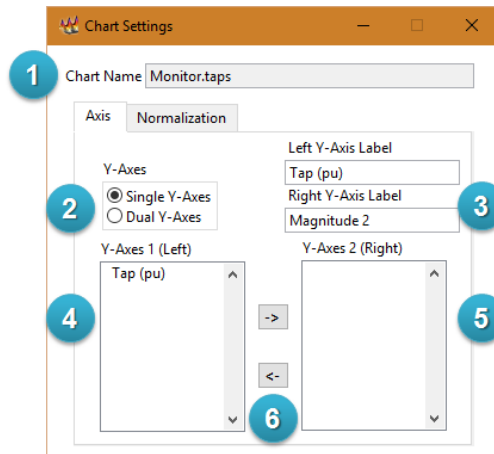 Chart Settings
1
Chart Name Monitor.taps
Axis Normalization
Left Y-Axis Label
Y-Axes
Tap (pu)
Single Y-Axes
Right Y-Axis Label
2
3
Dual Y-Axes
Magnitude 2
Y-Axes 1 (Left) Y-Axes 2 (Right)
Tap (pu)
4
->
5
<-
6